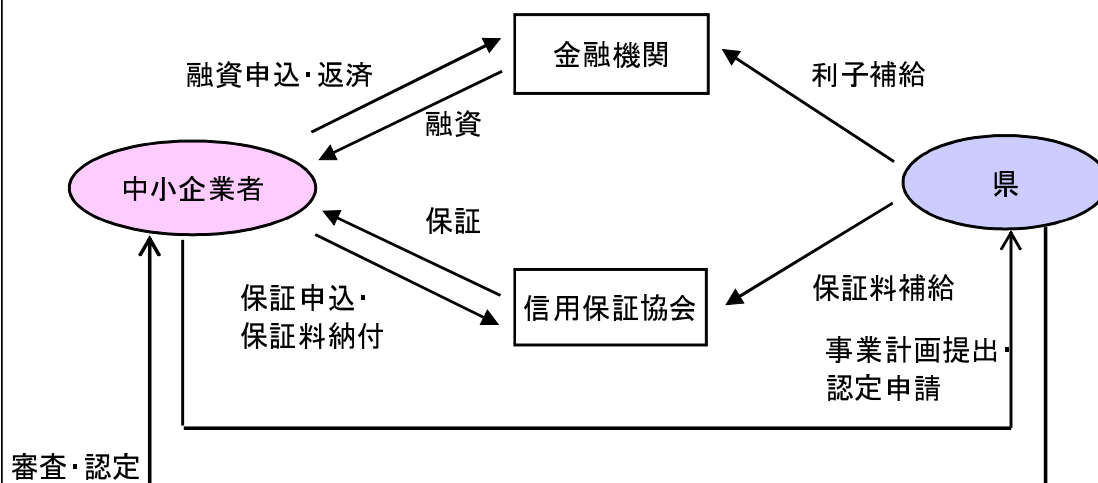 金融機関
融資申込・返済
利子補給
融資
中小企業者
県
保証
保証申込・
保証料納付
信用保証協会
保証料補給
事業計画提出・
認定申請
審査・認定